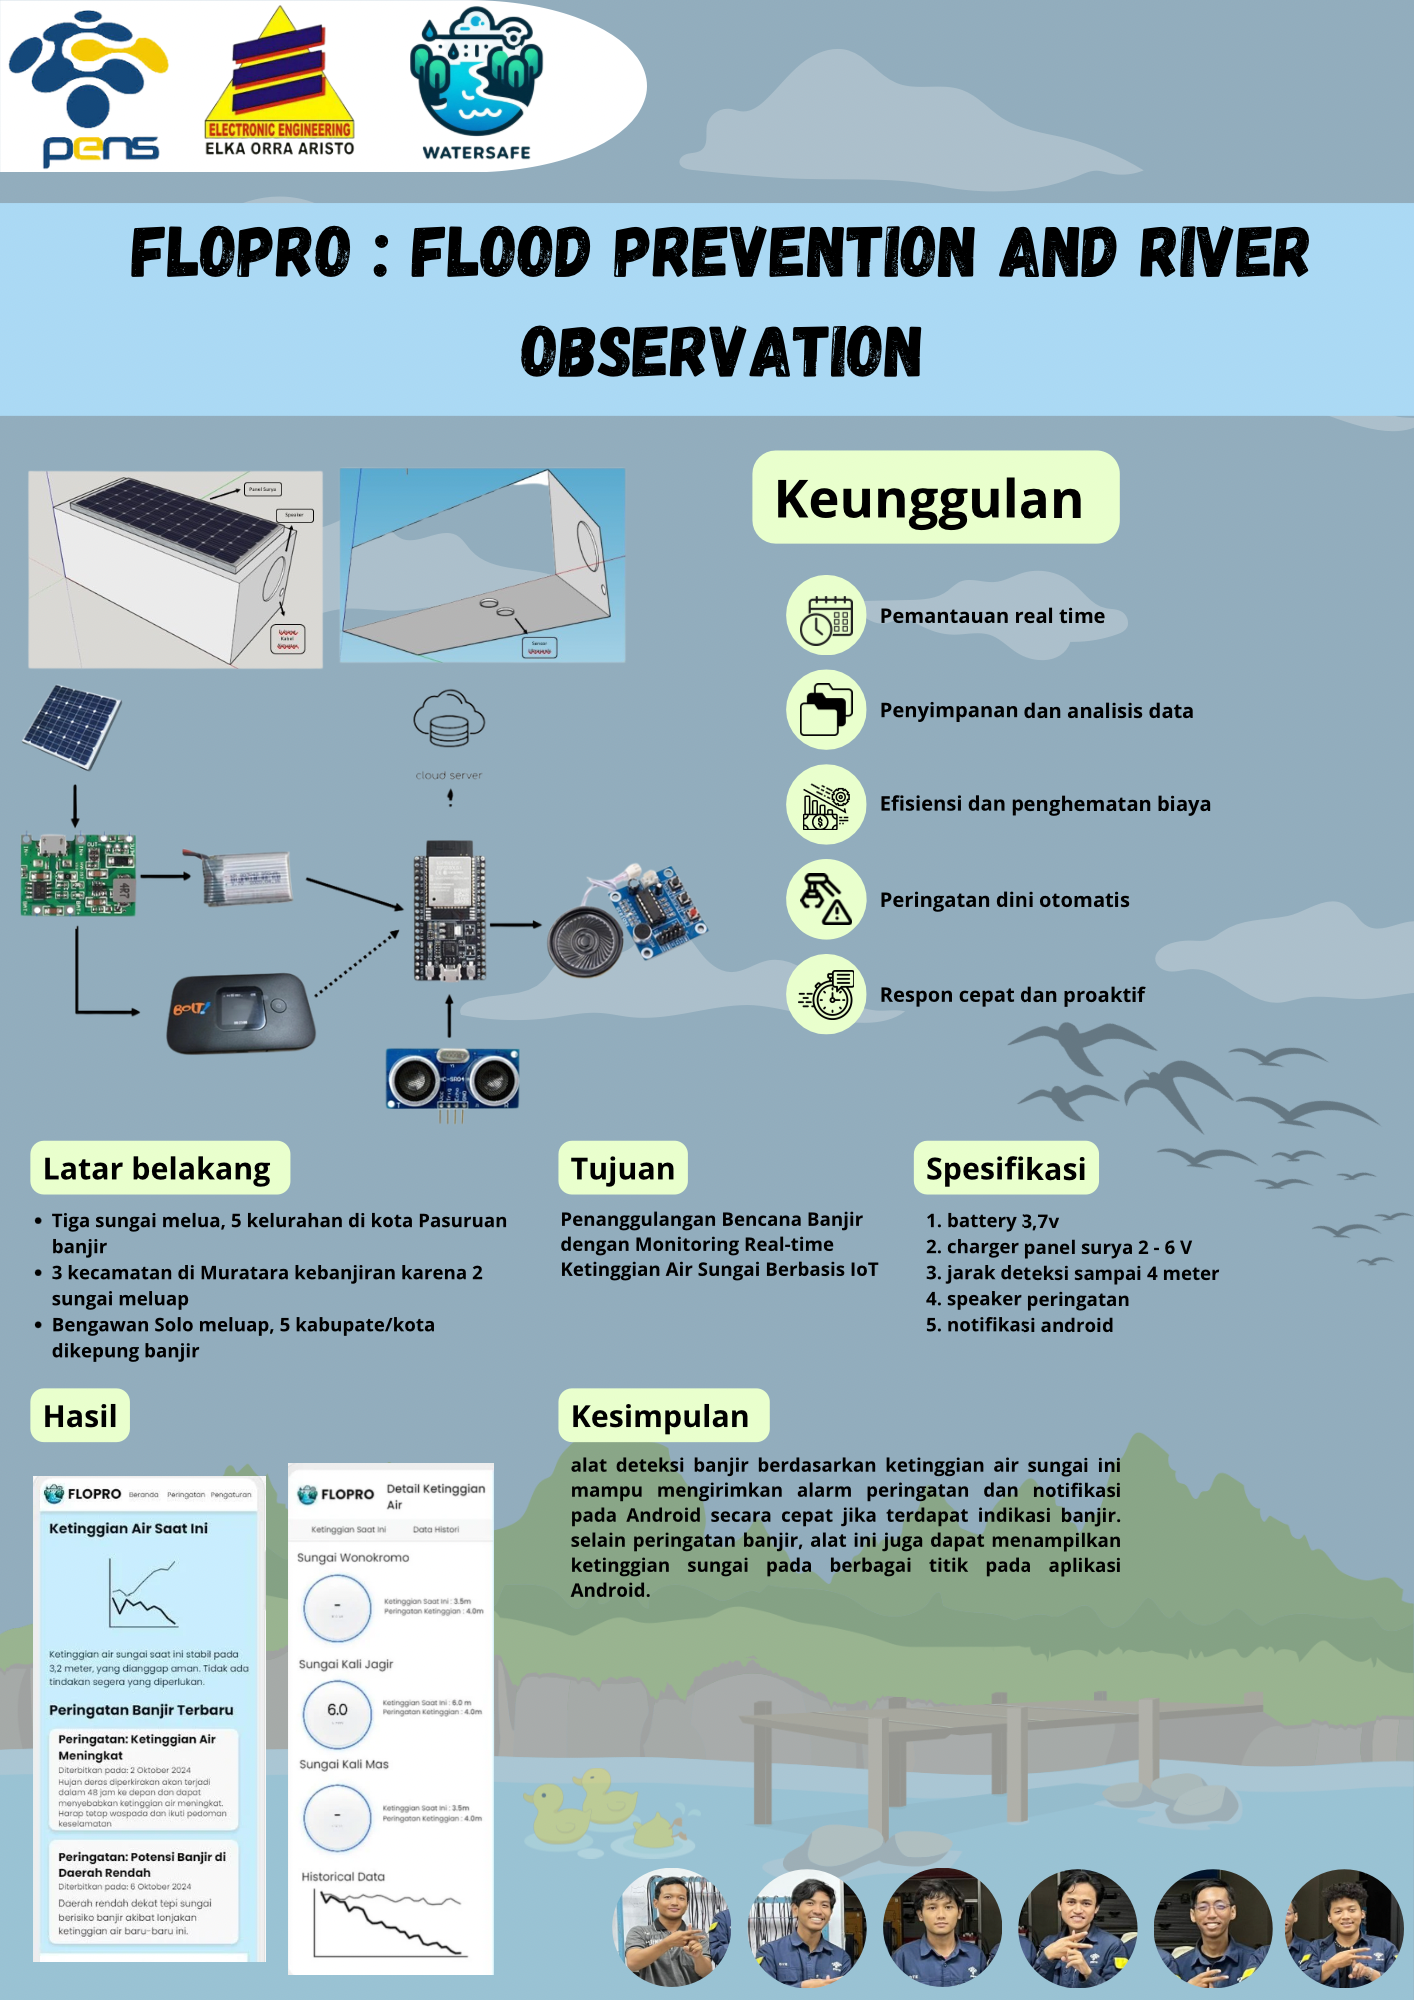 pens
ELECTRONIC ENGINEERING
ELKA ORRA ARISTO
WATERSAFE
FLOPRO : FLOOD PREVENTION AND RIVER
OBSERVATION
Panel Surya
Speaker
Kabel
Sensor
Keunggulan
Pemantauan real time
Penyimpanan dan analisis data
Efisiensi dan penghematan biaya
Peringatan dini otomatis
Respon cepat dan proaktif
cloud server
4R7
BOLT!
HC-SR04
Latar belakang
• Tiga sungai melua, 5 kelurahan di kota Pasuruan
banjir
• 3 kecamatan di Muratara kebanjiran karena 2
sungai meluap
• Bengawan Solo meluap, 5 kabupate/kota
dikepung banjir
Tujuan
Penanggulangan Bencana Banjir
dengan Monitoring Real-time
Ketinggian Air Sungai Berbasis IoT
Spesifikasi
1. battery 3,7v
2. charger panel surya 2 - 6 V
3. jarak deteksi sampai 4 meter
4. speaker peringatan
5. notifikasi android
Hasil
FLOPRO Beranda Peringatan Pengaturan
Ketinggian Air Saat Ini
Ketinggian air sungai saat ini stabil pada
3,2 meter, yang dianggap aman. Tidak ada
tindakan segera yang diperlukan.
Peringatan Banjir Terbaru
Peringatan: Ketinggian Air
Meningkat
Diterbitkan pada: 2 Oktober 2024
Hujan deras diperkirakan akan terjadi
dalam 48 jam ke depan dan dapat
menyebabkan ketinggian air meningkat.
Harap tetap waspada dan ikuti pedoman
keselamatan
Peringatan: Potensi Banjir di
Daerah Rendah
Diterbitkan pada: 6 Oktober 2024
Daerah rendah dekat tepi sungai
berisiko banjir akibat lonjakan
ketinggian air baru-baru ini.
FLOPRO Detail Ketinggian
Air
Ketinggian Saat Ini Data Histori
Sungai Wonokromo
-
Ketinggian Saat Ini : 3.5m
Peringatan Ketinggian : 4.0m
Sungai Kali Jagir
6.0
Ketinggian Saat Ini : 6.0 m
Peringatan Ketinggian : 4.0m
Sungai Kali Mas
-
Ketinggian Saat Ini : 3.5m
Peringatan Ketinggian : 4.0m
Historical Data
Kesimpulan
alat deteksi banjir berdasarkan ketinggian air sungai ini
mampu mengirimkan alarm peringatan dan notifikasi
pada Android secara cepat jika terdapat indikasi banjir.
selain peringatan banjir, alat ini juga dapat menampilkan
ketinggian sungai pada berbagai titik pada aplikasi
Android.